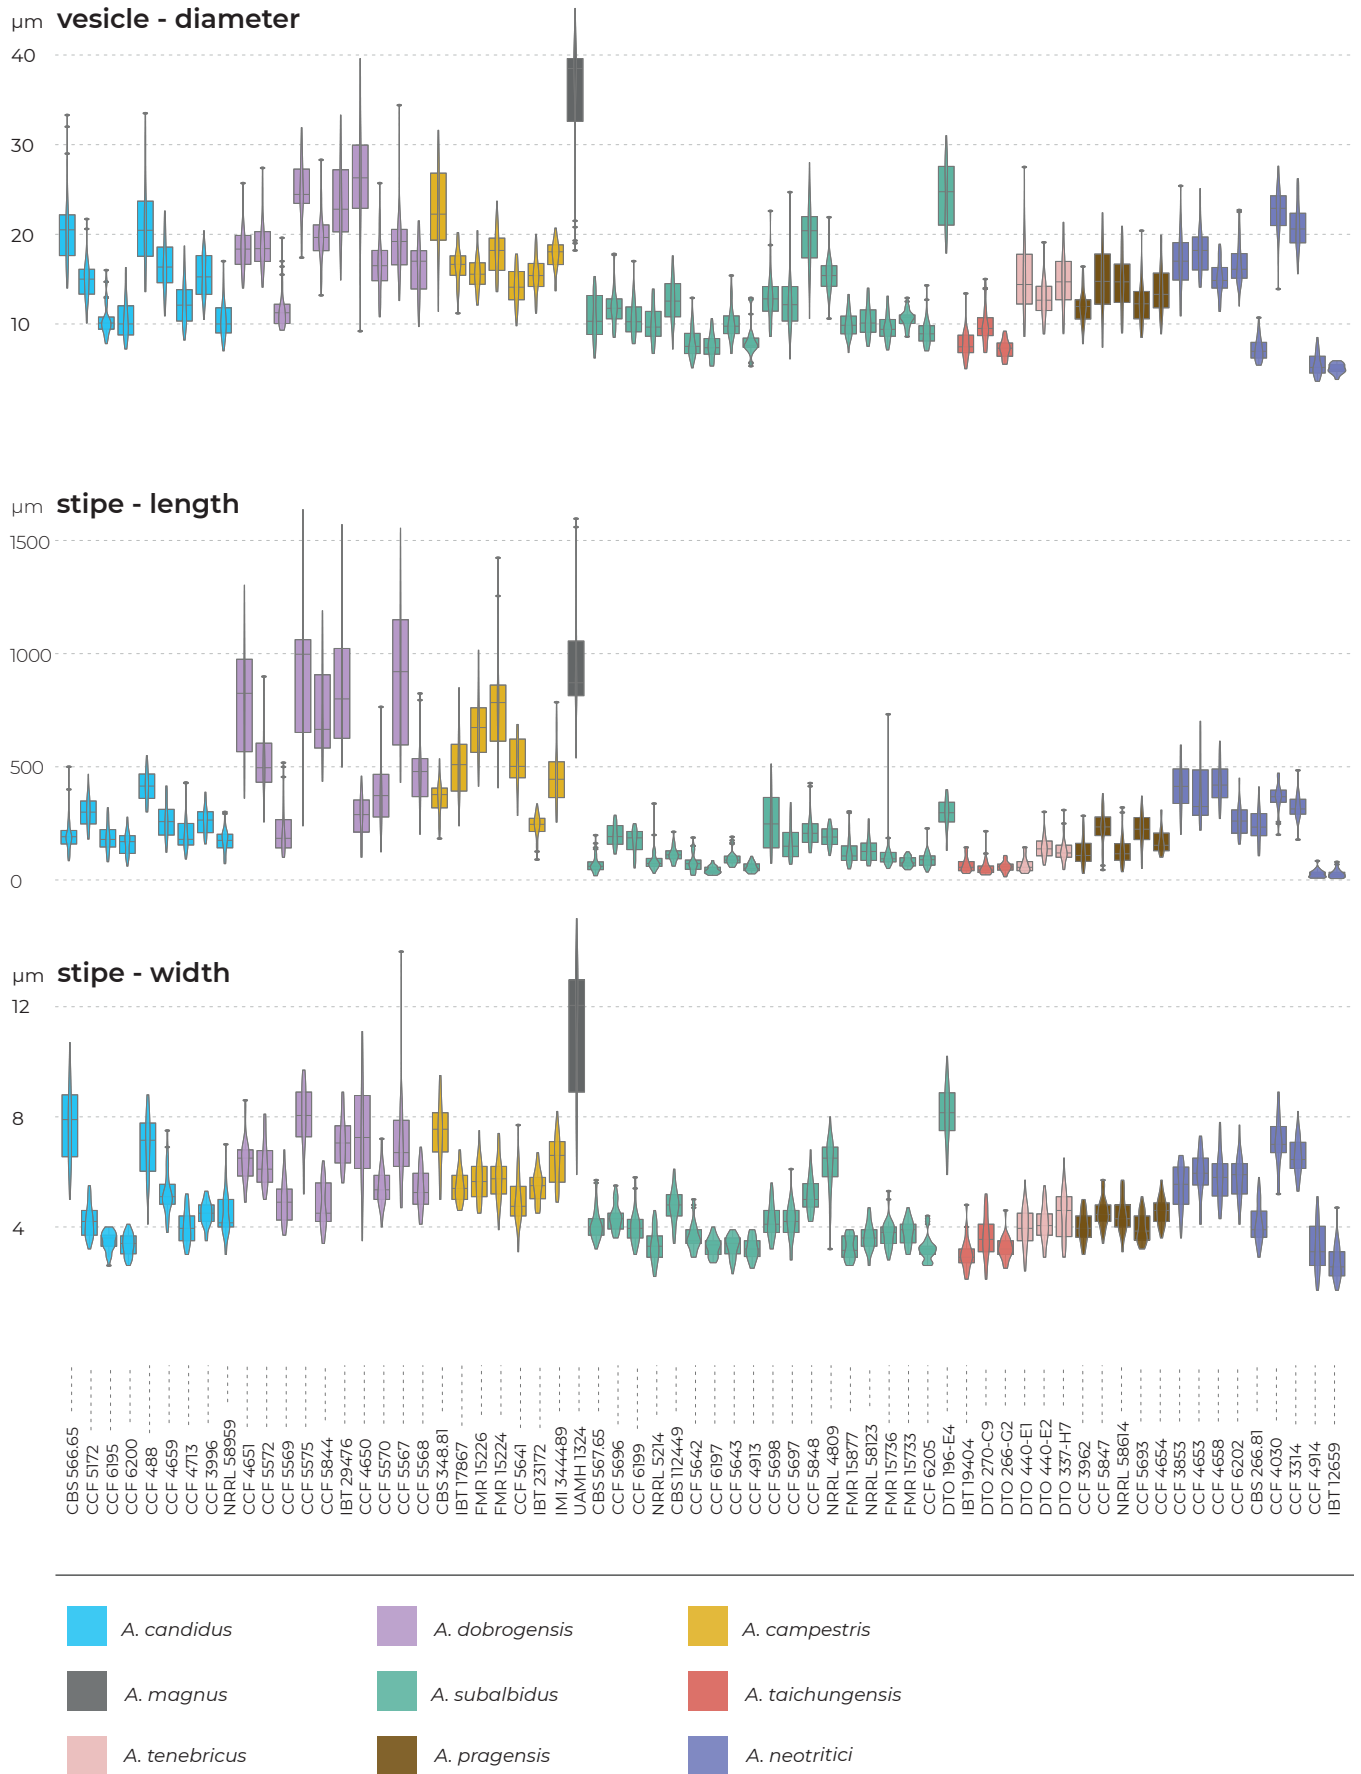 µm vesicle - diameter
40
30
20
10
µm stipe - length
1500
1000
500
0
µm stipe - width
12
8
4
CBS 566.65
CCF 5172
CCF 6195
CCF 6200
CCF 488
CCF 4659
CCF 4713
CCF 3996
NRRL 58959
CCF 4651
CCF 5572
CCF 5569
CCF 5575
CCF 5844
IBT 29476
CCF 4650
CCF 5570
CCF 5567
CCF 5568
CBS 348.81
IBT 17867
FMR 15226
FMR 15224
CCF 5641
IBT 23172
IMI 344489
UAMH 1324
CBS 567.65
CCF 5696
CCF 6199
NRRL 5214
CBS 112449
CCF 5642
CCF 6197
CCF 5643
CCF 4913
CCF 5698
CCF 5697
CCF 5848
NRRL 4809
FMR 15877
NRRL 58123
FMR 15736
FMR 15733
CCF 6205
DTO 196-E4
IBT 19404
DTO 270-C9
DTO 266-G2
DTO 440-E1
DTO 440-E2
DTO 337-H7
CCF 3962
CCF 5847
NRRL 58614
CCF 5693
CCF 4654
CCF 3853
CCF 4653
CCF 4658
CCF 6202
CBS 266.81
CCF 4030
CCF 3314
CCF 4914
IBT 12659
A. candidus
A. dobrogensis
A. campestris
A. magnus
A. subalbidus
A. taichungensis
A. tenebricus
A. pragensis
A. neotritici